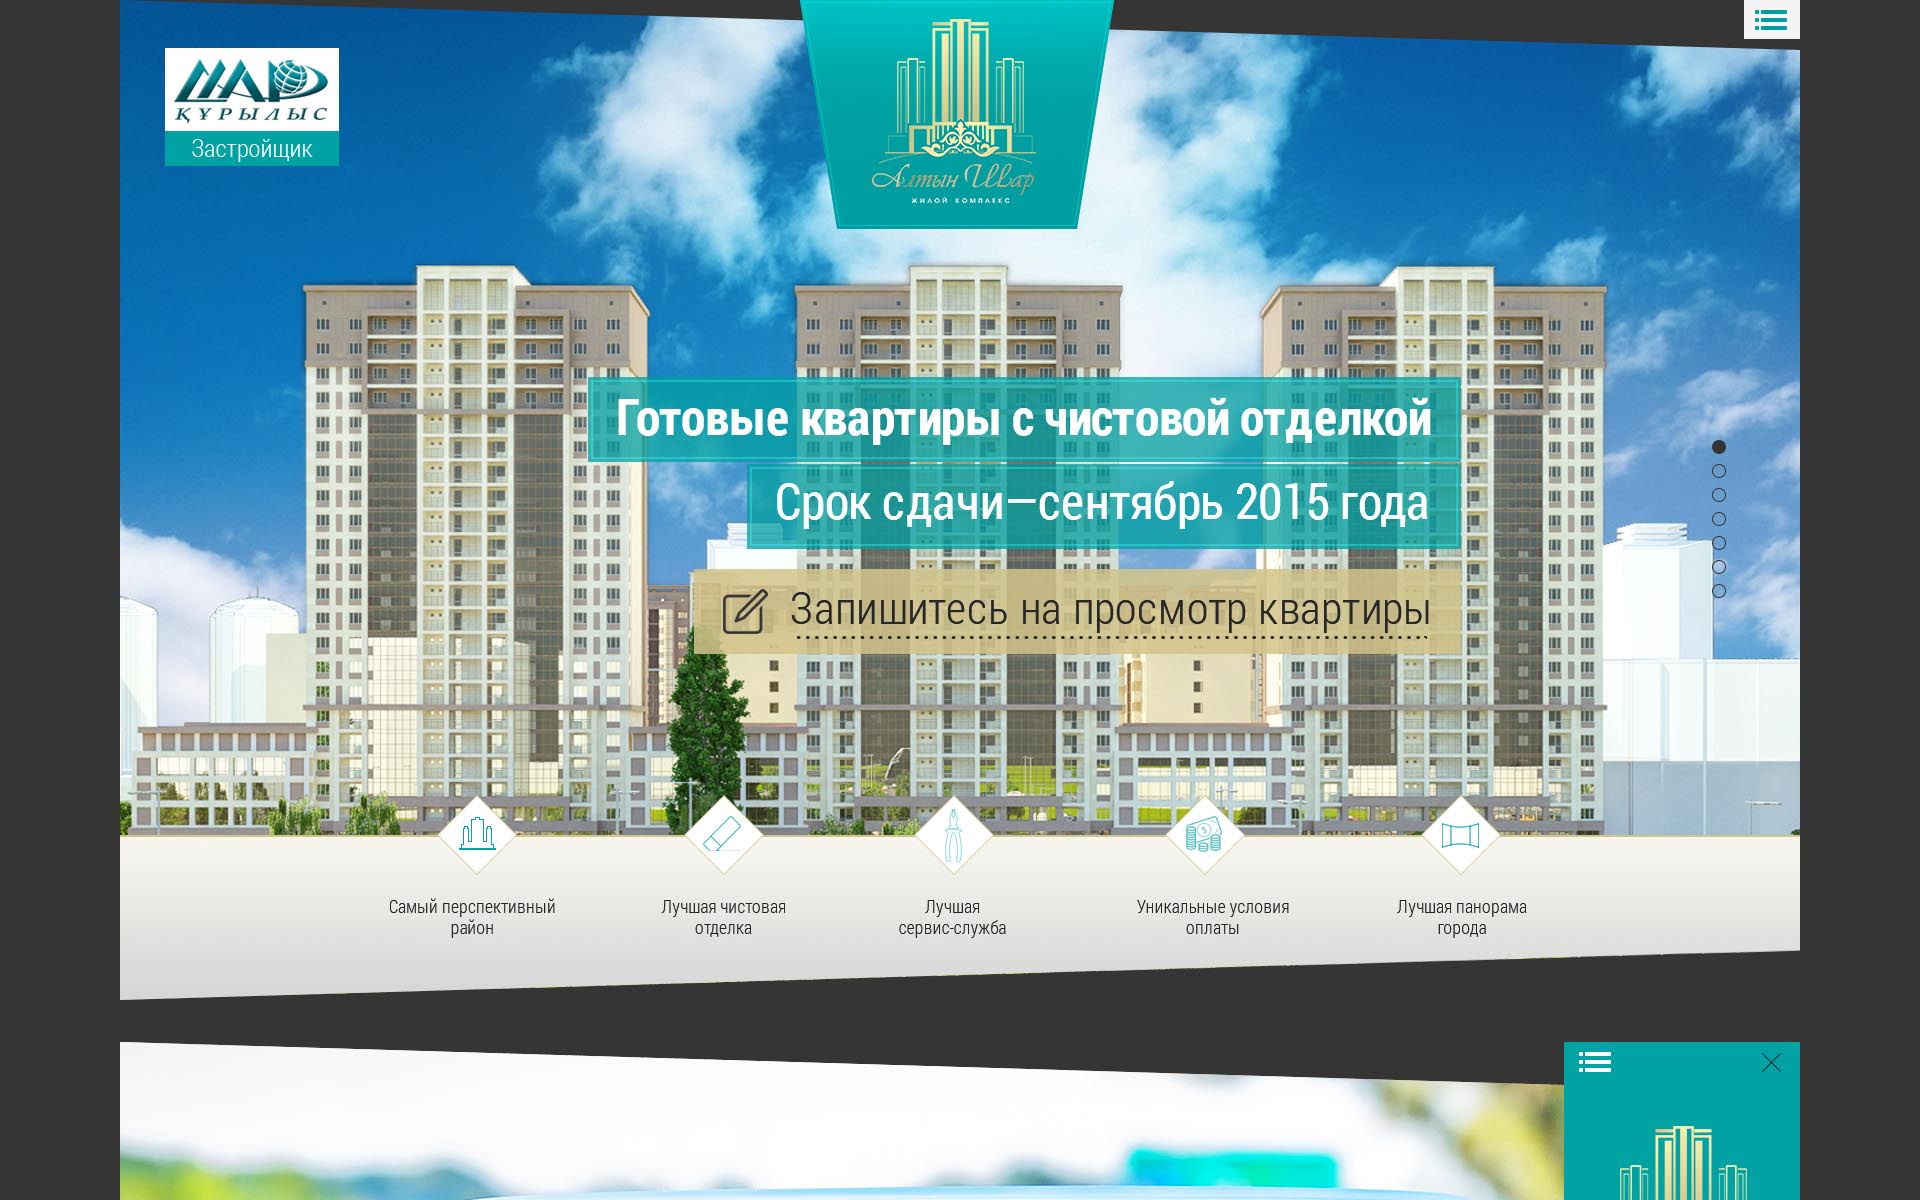 ШАР
ҚҰРЫЛЫС
Застройщик
Алтын Шар
ЖИЛОЙ КОМПЛЕКС
Готовые квартиры с чистовой отделкой
Срок сдачи—сентябрь 2015 года
Запишитесь на просмотр квартиры
Самый перспективный
район
Лучшая чистовая
отделка
Лучшая
сервис-служба
Уникальные условия
оплаты
Лучшая панорама
города